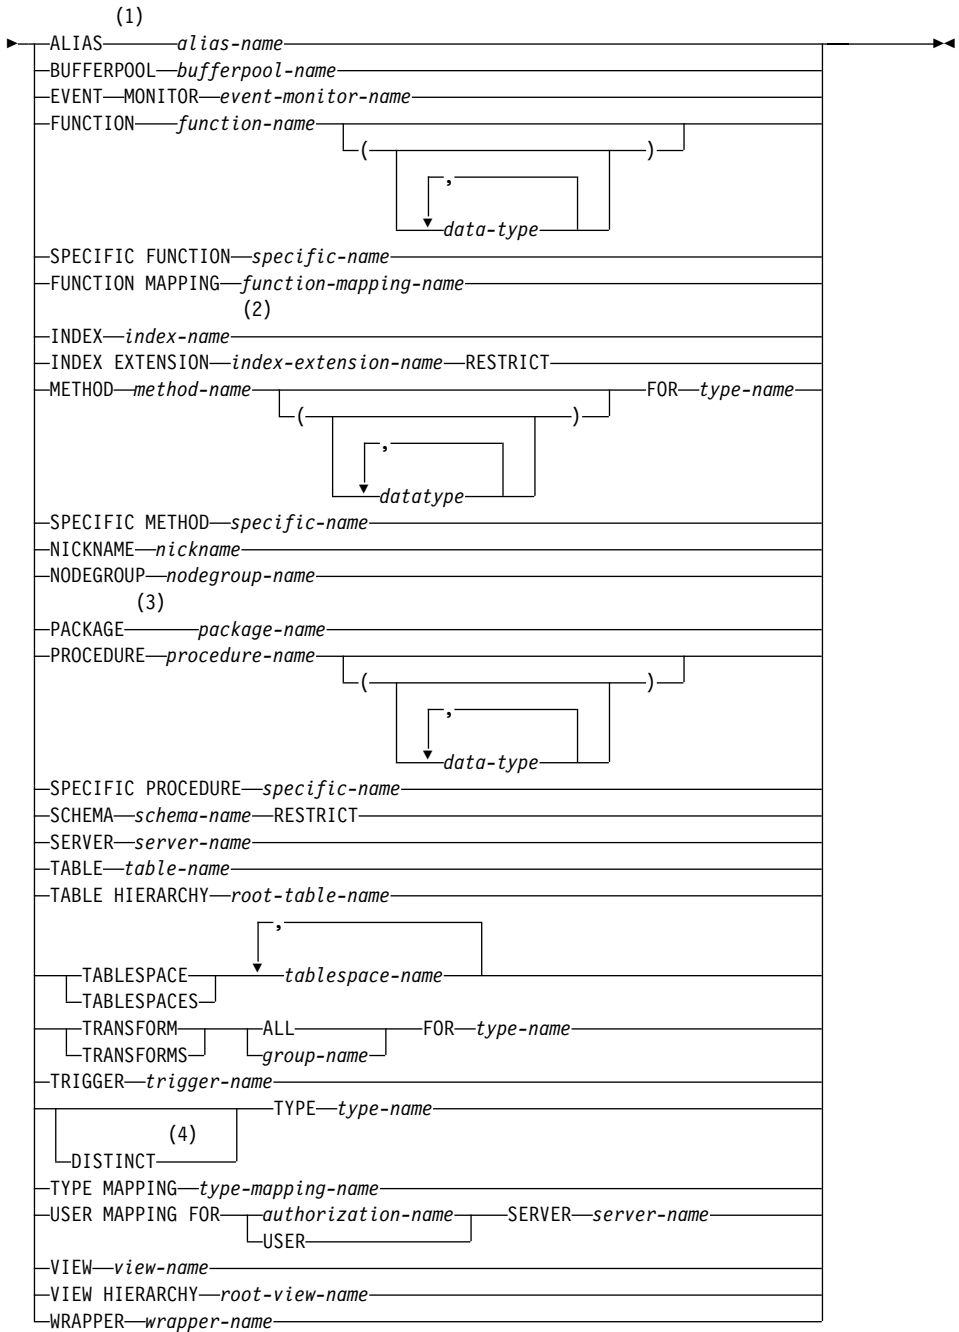 (1)
ALIAS alias-name
BUFFERPOOL bufferpool-name
EVENT MONITOR event-monitor-name
FUNCTION function-name
( )
,
data-type
SPECIFIC FUNCTION specific-name
FUNCTION MAPPING function-mapping-name
(2)
INDEX index-name
INDEX EXTENSION index-extension-name RESTRICT
METHOD method-name FOR type-name
( )
,
datatype
SPECIFIC METHOD specific-name
NICKNAME nickname
NODEGROUP nodegroup-name
(3)
PACKAGE package-name
PROCEDURE procedure-name
( )
,
data-type
SPECIFIC PROCEDURE specific-name
SCHEMA schema-name RESTRICT
SERVER server-name
TABLE table-name
TABLE HIERARCHY root-table-name
,
TABLESPACE tablespace-name
TABLESPACES
TRANSFORM ALL FOR type-name
TRANSFORMS group-name
TRIGGER trigger-name
TYPE type-name
(4)
DISTINCT
TYPE MAPPING type-mapping-name
USER MAPPING FOR authorization-name SERVER server-name
USER
VIEW view-name
VIEW HIERARCHY root-view-name
WRAPPER wrapper-name